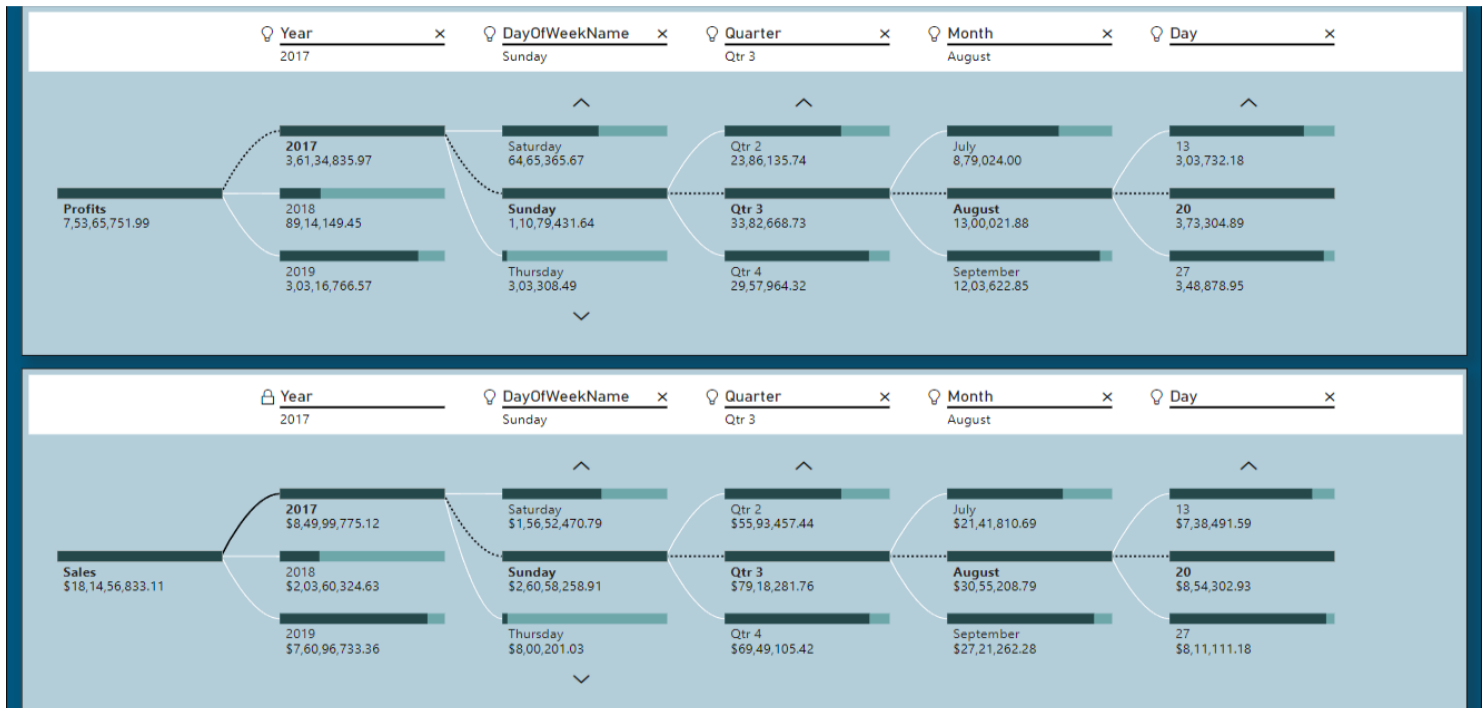 Year × DayOfWeekName × Quarter × Month × Day ×
2017 Sunday Qtr 3 August
2017 Saturday Qtr 2 July 13
3,61,34,835.97 64,65,365.67 23,86,135.74 8,79,024.00 3,03,732.18
Profits 2018 Sunday Qtr 3 August 20
7,53,65,751.99 89,14,149.45 1,10,79,431.64 33,82,668.73 13,00,021.88 3,73,304.89
2019 Thursday Qtr 4 September 27
3,03,16,766.57 3,03,308.49 29,57,964.32 12,03,622.85 3,48,878.95
Year DayOfWeekName × Quarter × Month × Day ×
2017 Sunday Qtr 3 August
2017 Saturday Qtr 2 July 13
$8,49,99,775.12 $1,56,52,470.79 $55,93,457.44 $21,41,810.69 $7,38,491.59
Sales 2018 Sunday Qtr 3 August 20
$18,14,56,833.11 $2,03,60,324.63 $2,60,58,258.91 $79,18,281.76 $30,55,208.79 $8,54,302.93
2019 Thursday Qtr 4 September 27
$7,60,96,733.36 $8,00,201.03 $69,49,105.42 $27,21,262.28 $8,11,111.18